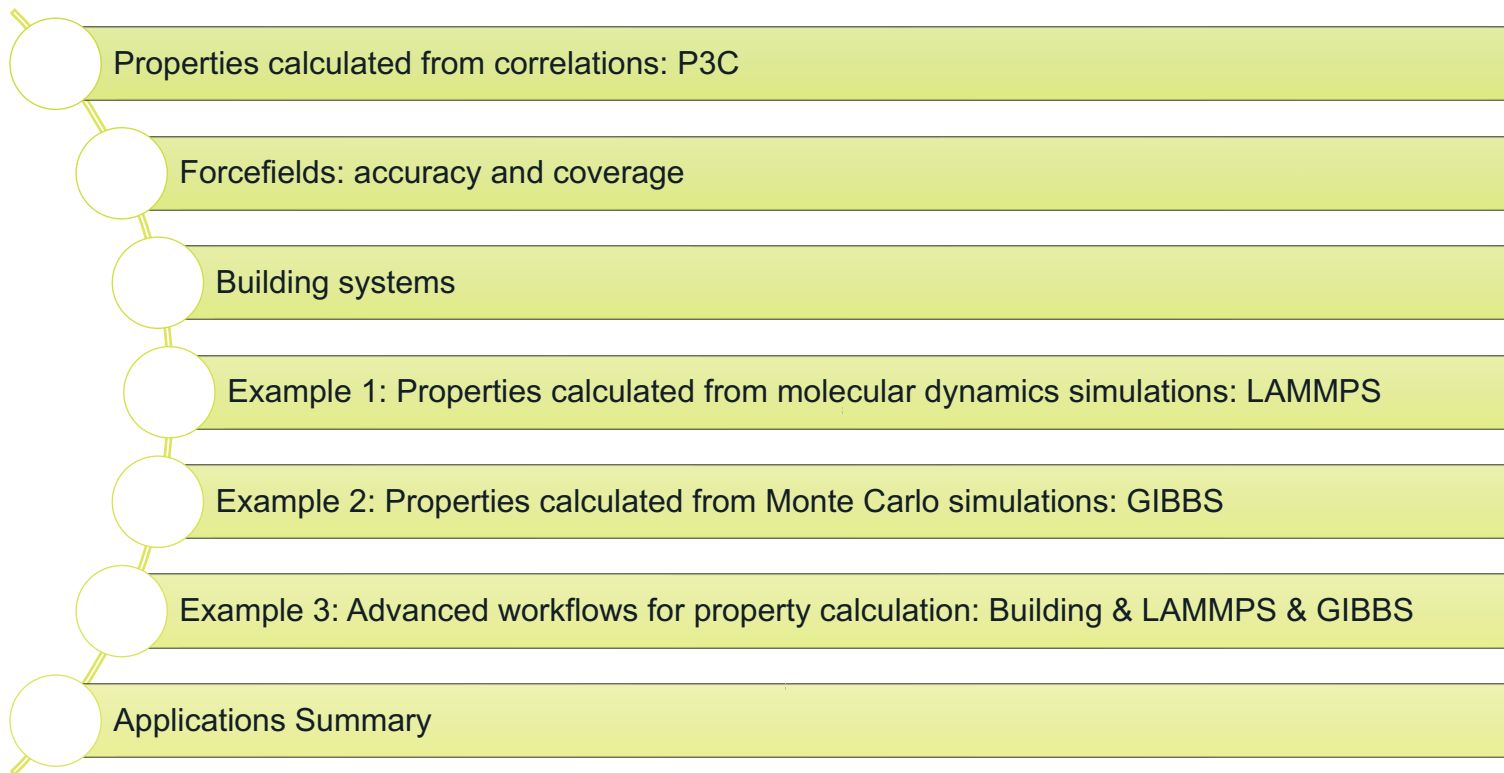 Properties calculated from correlations: P3C
Forcefields: accuracy and coverage
Building systems
Example 1: Properties calculated from molecular dynamics simulations: LAMMPS
Example 2: Properties calculated from Monte Carlo simulations: GIBBS
Example 3: Advanced workflows for property calculation: Building & LAMMPS & GIBBS
Applications Summary